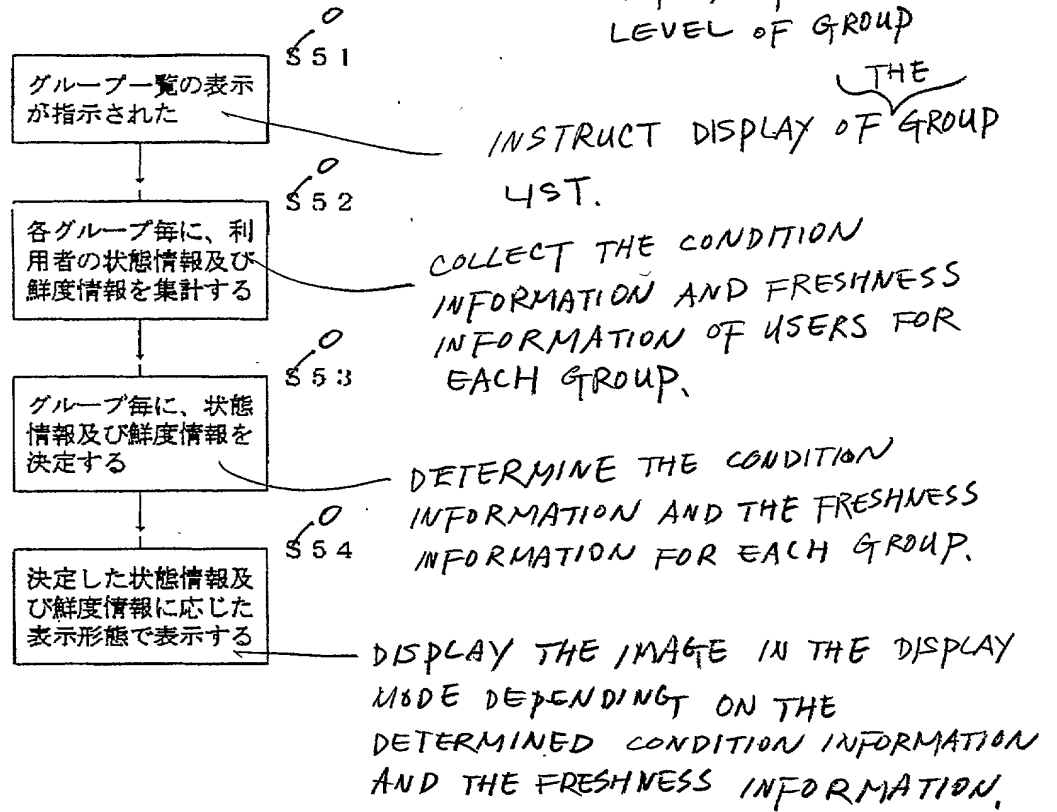 LEVEL OF GROUP
S51
グループ一覧の表示
が指示された
THE
INSTRUCT DISPLAY OF GROUP
LIST.
S52
各グループ毎に、利
用者の状態情報及び
鮮度情報を集計する
COLLECT THE CONDITION
INFORMATION AND FRESHNESS
INFORMATION OF USERS FOR
EACH GROUP.
S53
グループ毎に、状態
情報及び鮮度情報を
決定する
DETERMINE THE CONDITION
INFORMATION AND THE FRESHNESS
INFORMATION FOR EACH GROUP.
S54
決定した状態情報及
び鮮度情報に応じた
表示形態で表示する
DISPLAY THE IMAGE IN THE DISPLAY
MODE DEPENDING ON THE
DETERMINED CONDITION INFORMATION
AND THE FRESHNESS INFORMATION.